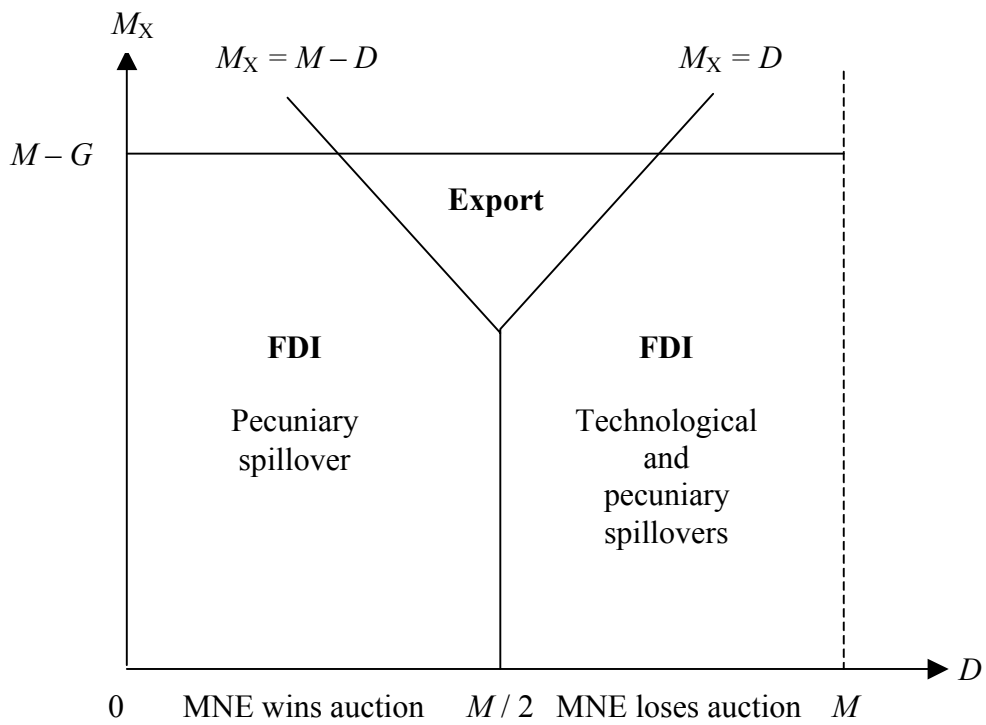 M_X
M_X = M – D
M_X = D
M – G
Export
FDI
FDI
Pecuniary
spillover
Technological
and
pecuniary
spillovers
D
0 MNE wins auction M / 2 MNE loses auction M